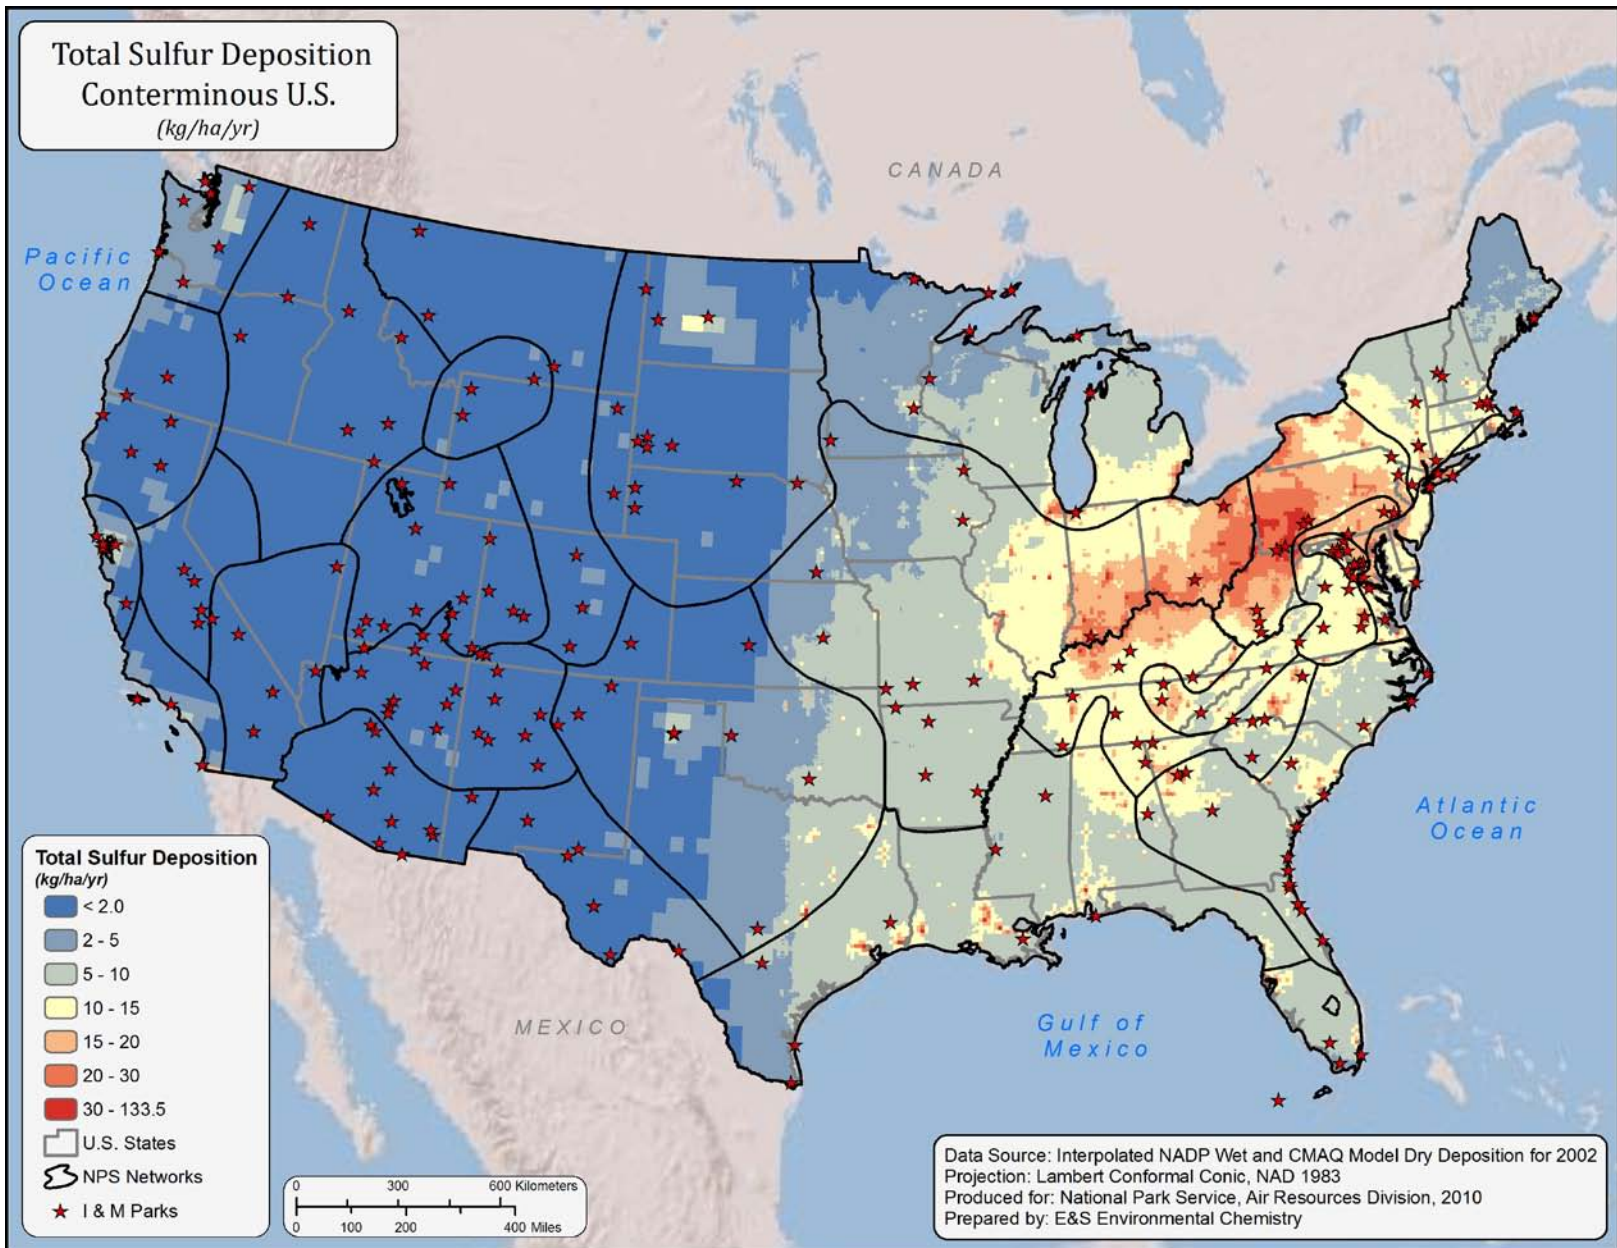 Total Sulfur Deposition
Conterminous U.S.
(kg/ha/yr)
CANADA
Pacific
Ocean
Atlantic
Ocean
MEXICO
Gulf of
Mexico
Total Sulfur Deposition
(kg/ha/yr)
< 2.0
2 - 5
5 - 10
10 - 15
15 - 20
20 - 30
30 - 133.5
U.S. States
NPS Networks
I & M Parks
0 300 600 Kilometers
0 100 200 400 Miles
Data Source: Interpolated NADP Wet and CMAQ Model Dry Deposition for 2002
Projection: Lambert Conformal Conic, NAD 1983
Produced for: National Park Service, Air Resources Division, 2010
Prepared by: E&S Environmental Chemistry